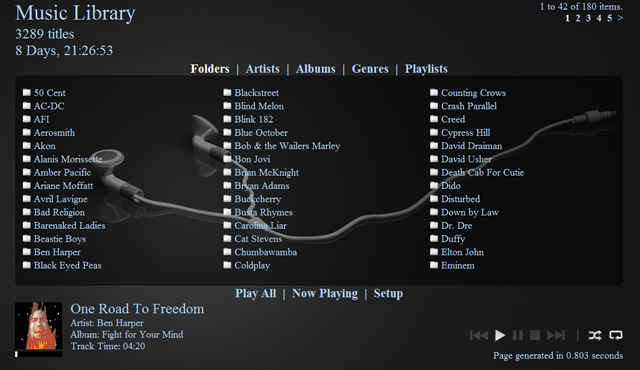 Music Library
3289 titles
8 Days, 21:26:53
1 to 42 of 180 items.
1 2 3 4 5 >
Folders | Artists | Albums | Genres | Playlists
50 Cent
AC-DC
AFI
Aerosmith
Akon
Alanis Morissette
Amber Pacific
Ariane Moffatt
Avril Lavigne
Bad Religion
Barenaked Ladies
Beastie Boys
Ben Harper
Black Eyed Peas
Blackstreet
Blind Melon
Blink 182
Blue October
Bob & the Wailers Marley
Bon Jovi
Brian McKnight
Bryan Adams
Buckcherry
Busta Rhymes
Carolina Liar
Cat Stevens
Chumbawamba
Coldplay
Counting Crows
Crash Parallel
Creed
Cypress Hill
David Draiman
David Usher
Death Cab For Cutie
Dido
Disturbed
Down by Law
Dr. Dre
Duffy
Elton John
Eminem
Play All | Now Playing | Setup
One Road To Freedom
Artist: Ben Harper
Album: Fight for Your Mind
Track Time: 04:20
Page generated in 0.803 seconds